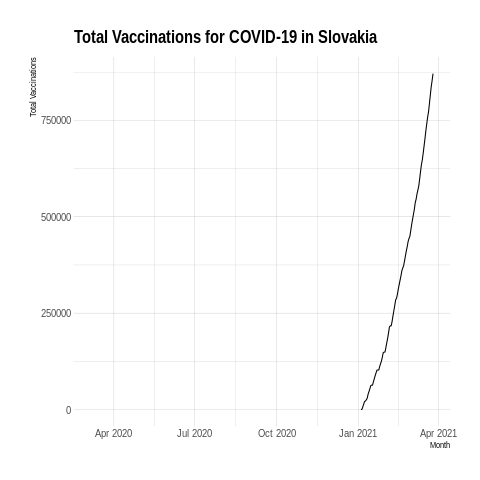 Total Vaccinations for COVID-19 in Slovakia
Total Vaccinations
750000
500000
250000
0
Apr 2020 Jul 2020 Oct 2020 Jan 2021 Apr 2021
Month